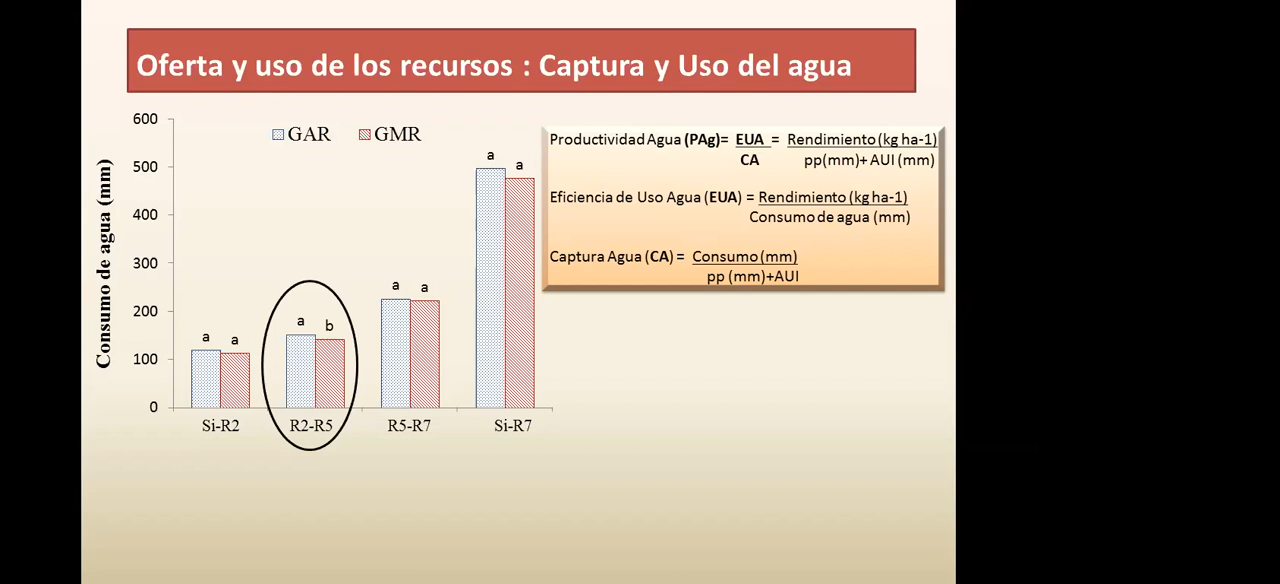 Oferta y uso de los recursos : Captura y Uso del agua
600
500
400
300
200
100
0
Consumo de agua (mm)
GAR GMR
a a
a b
a a
a a
Si-R2 R2-R5 R5-R7 Si-R7
Productividad Agua (PAg)= EUA = Rendimiento (kg ha-1)
CA pp(mm)+ AUI (mm)
Eficiencia de Uso Agua (EUA) = Rendimiento (kg ha-1)
Consumo de agua (mm)
Captura Agua (CA) = Consumo (mm)
pp (mm)+AUI